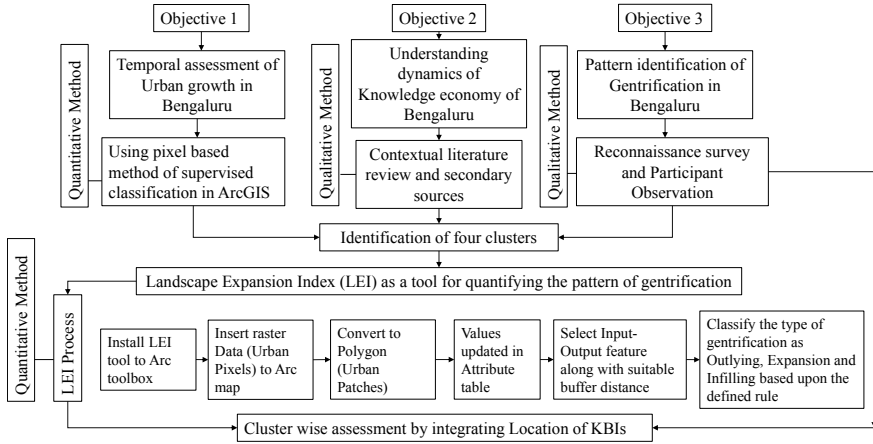 Objective 1
Objective 2
Objective 3
Quantitative Method
Temporal assessment of
Urban growth in
Bengaluru
Using pixel based
method of supervised
classification in ArcGIS
Qualitative Method
Understanding
dynamics of
Knowledge economy of
Bengaluru
Contextual literature
review and secondary
sources
Qualitative Method
Pattern identification of
Gentrification in
Bengaluru
Reconnaissance survey
and Participant
Observation
Identification of four clusters
Quantitative Method
Landscape Expansion Index (LEI) as a tool for quantifying the pattern of gentrification
LEI Process
Install LEI
tool to Arc
toolbox
Insert raster
Data (Urban
Pixels) to Arc
map
Convert to
Polygon
(Urban
Patches)
Values
updated in
Attribute
table
Select Input-
Output feature
along with suitable
buffer distance
Classify the type of
gentrification as
Outlying, Expansion and
Infilling based upon the
defined rule
Cluster wise assessment by integrating Location of KBIs